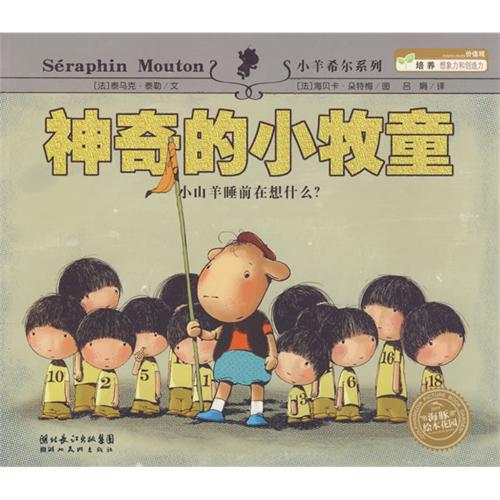 Séraphin Mouton
小羊希尔系列
价值观
培养 想象力和创造力
[法]泰马克·泰勒/文
[法]海贝卡·朵特梅/图 吕娟/译
神奇的小牧童
小山羊睡前在想什么?
10
2
5
3
1
6
16
18
海豚
绘本花园
湖北长江出版集团
湖北美术出版社